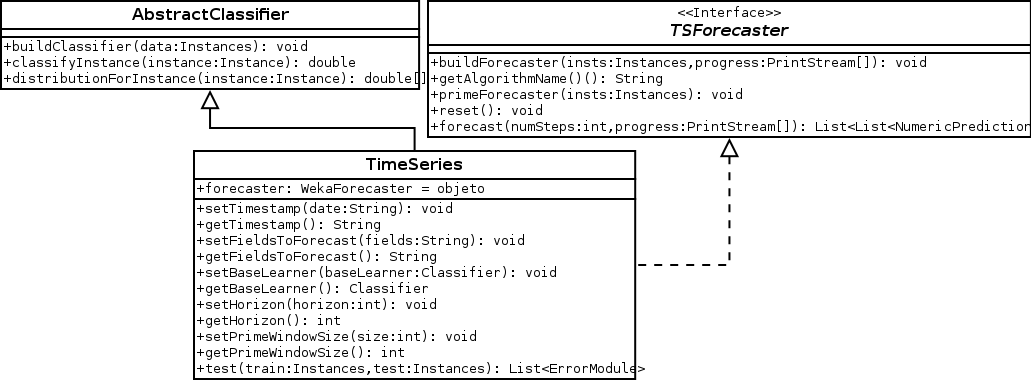 AbstractClassifier
+buildClassifier(data:Instances): void
+classifyInstance(instance:Instance): double
+distributionForInstance(instance:Instance): double[]
<<Interface>>
TSForecaster
+buildForecaster(insts:Instances,progress:PrintStream[]): void
+getAlgorithmName()(): String
+primeForecaster(insts:Instances): void
+reset(): void
+forecast(numSteps:int,progress:PrintStream[]): List<List<NumericPrediction
TimeSeries
+forecaster: WekaForecaster = objeto
+setTimestamp(date:String): void
+getTimestamp(): String
+setFieldsToForecast(fields:String): void
+getFieldsToForecast(): String
+setBaseLearner(baseLearner:Classifier): void
+getBaseLearner(): Classifier
+setHorizon(horizon:int): void
+getHorizon(): int
+setPrimeWindowSize(size:int): void
+getPrimeWindowSize(): int
+test(train:Instances,test:Instances): List<ErrorModule>